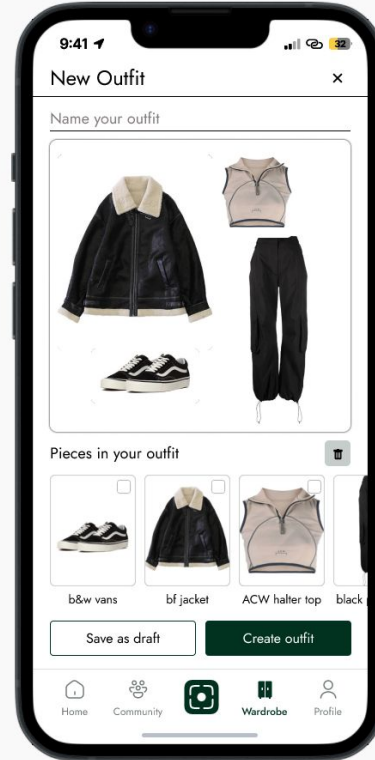 9:41
32
New Outfit
Name your outfit
Pieces in your outfit
b&w vans
bf jacket
ACW halter top
black
Save as draft
Create outfit
Home
Community
Wardrobe
Profile